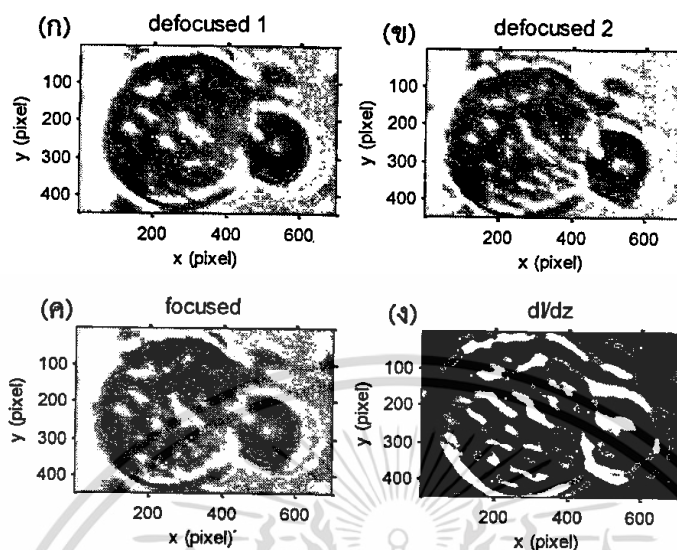 (ก) defocused 1
(ข) defocused 2
y (pixel)
100
200
300
400
200 400 600
x (pixel)
y (pixel)
100
200
300
400
200 400 600
x (pixel)
(ค) focused
(ง) dI/dz
y (pixel)
100
200
300
400
200 400 600
x (pixel)
y (pixel)
100
200
300
400
200 400 600
x (pixel)